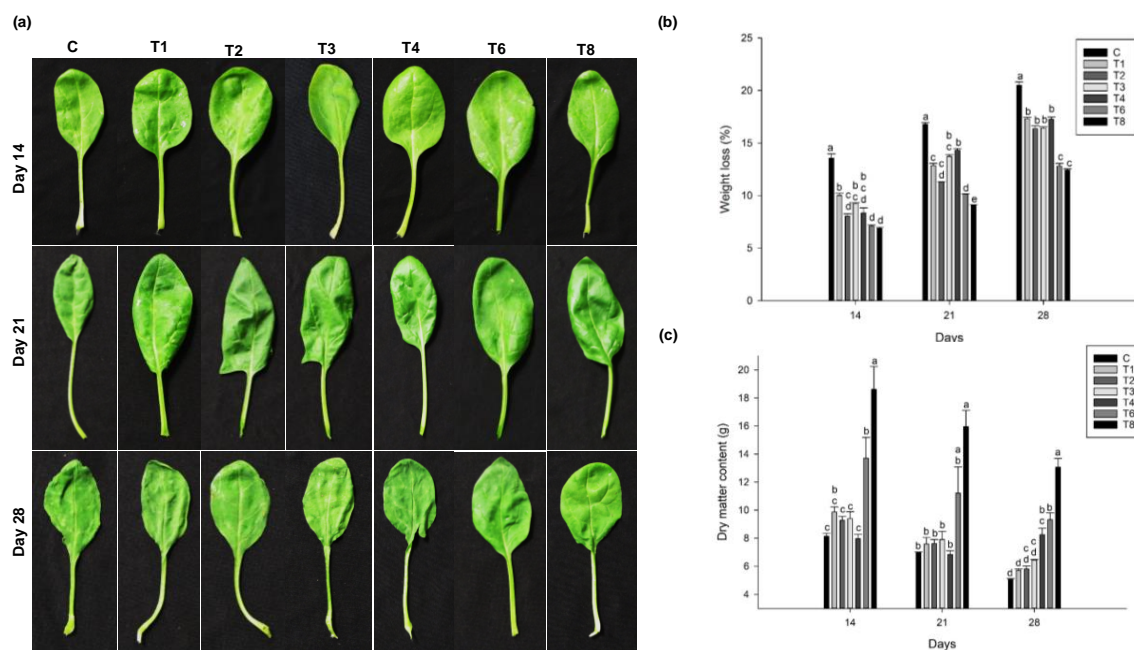 (a)
C T1 T2 T3 T4 T6 T8
Day 14
Day 21
Day 28
(b)
25
20
15
10
5
0
Weight loss (%)
a
b
c
d
b
c
b
c
d
d
d
a
c
c
d
b
c
b
d
e
a
b
b
b
b
c
c
C
T1
T2
T3
T4
T6
T8
14 21 28
Days
(c)
20
18
16
14
12
10
8
6
4
Dry matter content (g)
c
b
c
c
c
c
b
a
b
b
b
b
b
a
b
a
d
d
c
d
c
d
b
c
b
a
C
T1
T2
T3
T4
T6
T8
14 21 28
Days